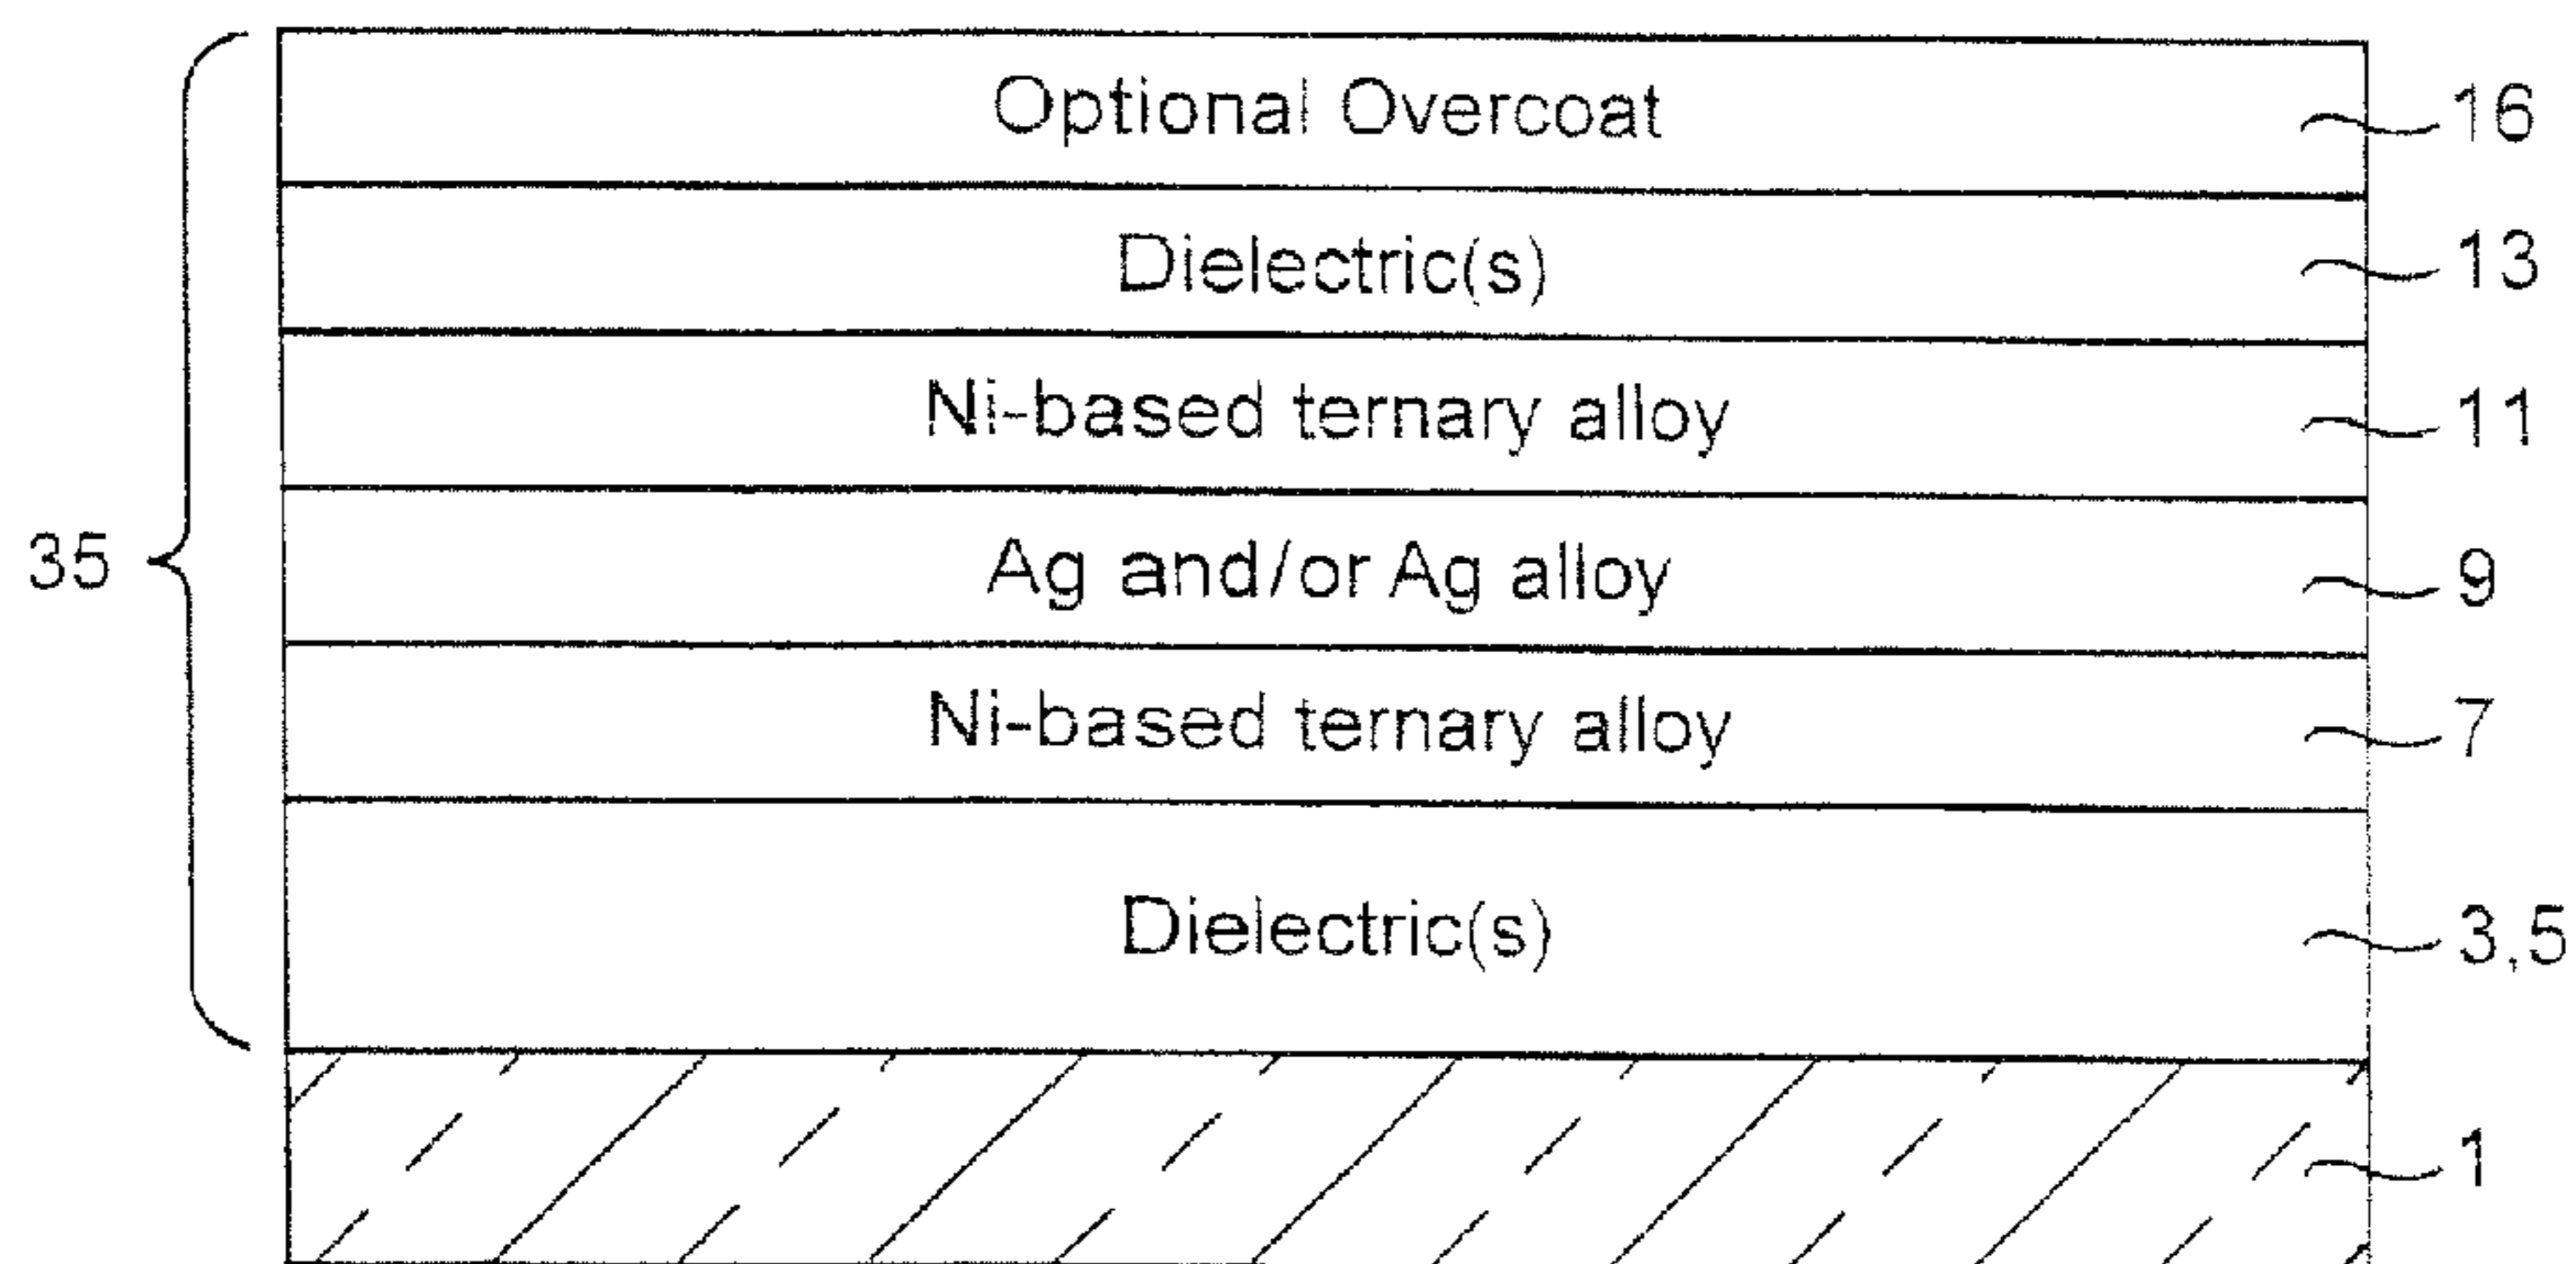 Optional Overcoat 16
Dielectric(s) 13
Ni-based ternary alloy 11
35 Ag and/or Ag alloy 9
Ni-based ternary alloy 7
Dielectric(s) 3,5
1